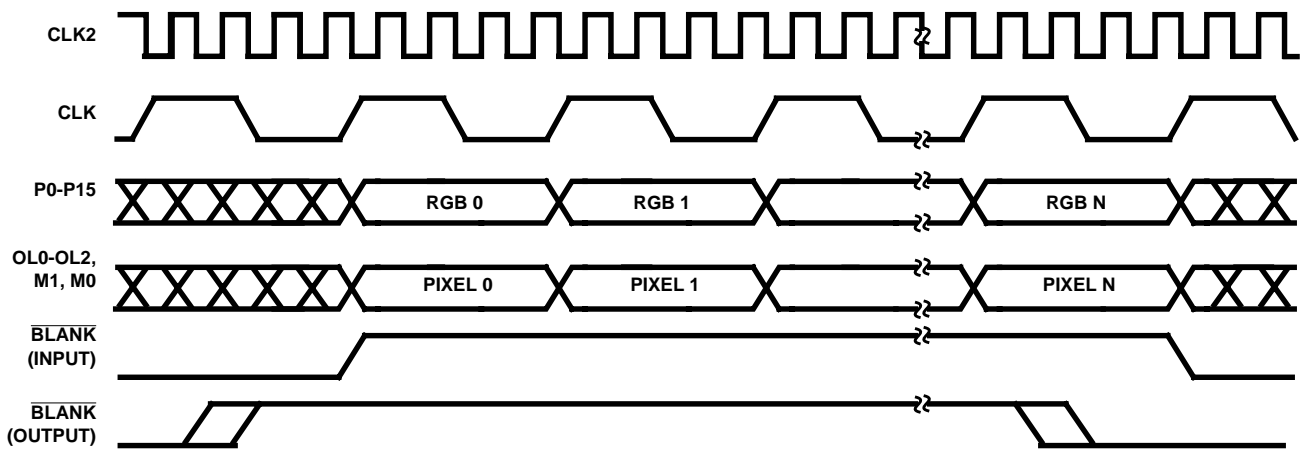 CLK2
CLK
P0-P15
RGB 0 RGB 1 RGB N
OL0-OL2,
M1, M0
PIXEL 0 PIXEL 1 PIXEL N
BLANK
(INPUT)
BLANK
(OUTPUT)